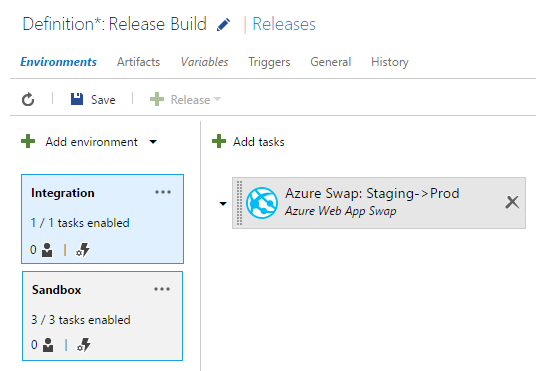 Definition*: Release Build | Releases
Environments Artifacts Variables Triggers General History
Save Release
Add environment Add tasks
Integration ...
1 / 1 tasks enabled
0
Azure Swap: Staging->Prod
Azure Web App Swap
Sandbox ...
3 / 3 tasks enabled
0